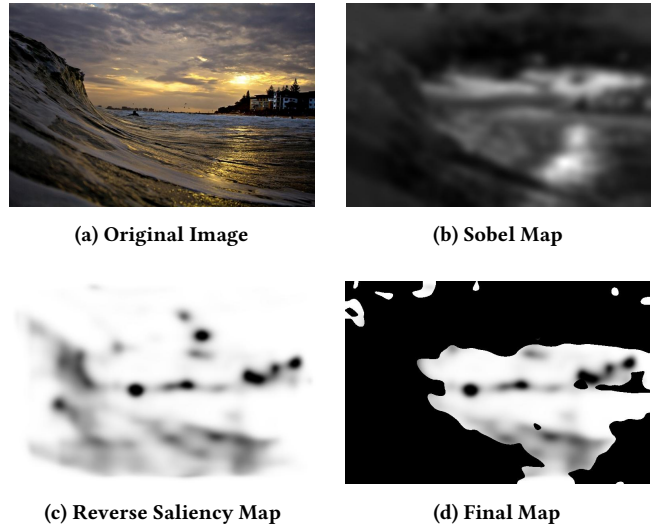 (a) Original Image
(b) Sobel Map
(c) Reverse Saliency Map
(d) Final Map